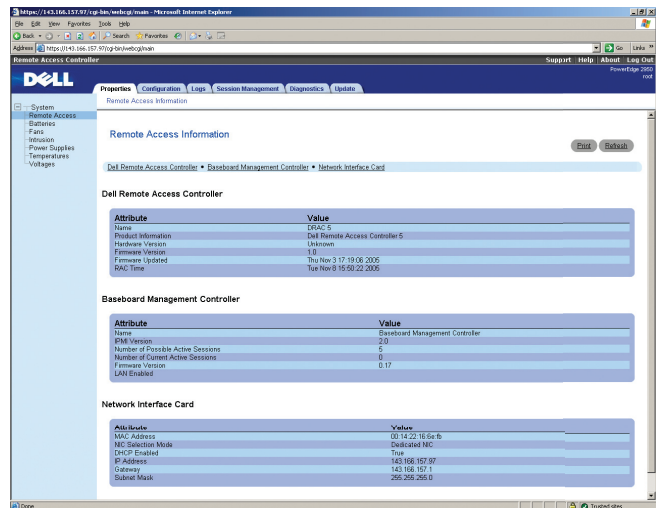 https://143.166.157.97/cgi-bin/webcgi/main - Microsoft Internet Explorer
File Edit View Favorites Tools Help
Back Search Favorites
Address https://143.166.157.97/cgi-bin/webcgi/main Go Links »
Remote Access Controller Support | Help | About | Log Out
DELL
PowerEdge 2950
root
Properties Configuration Logs Session Management Diagnostics Update
Remote Access Information
System
Remote Access
Batteries
Fans
Intrusion
Power Supplies
Temperatures
Voltages
Remote Access Information
Print Refresh
Dell Remote Access Controller • Baseboard Management Controller • Network Interface Card
Dell Remote Access Controller
Attribute Value
Name DRAC 5
Product Information Dell Remote Access Controller 5
Hardware Version Unknown
Firmware Version 1.0
Firmware Updated Thu Nov 3 17:19:06 2005
RAC Time Tue Nov 8 15:50:22 2005
Baseboard Management Controller
Attribute Value
Name Baseboard Management Controller
IPMI Version 2.0
Number of Possible Active Sessions 5
Number of Current Active Sessions 0
Firmware Version 0.17
LAN Enabled
Network Interface Card
Attribute Value
MAC Address 00:14:22:16:6e:fb
NIC Selection Mode Dedicated NIC
DHCP Enabled True
IP Address 143.166.157.97
Gateway 143.166.157.1
Subnet Mask 255.255.255.0
Done Trusted sites